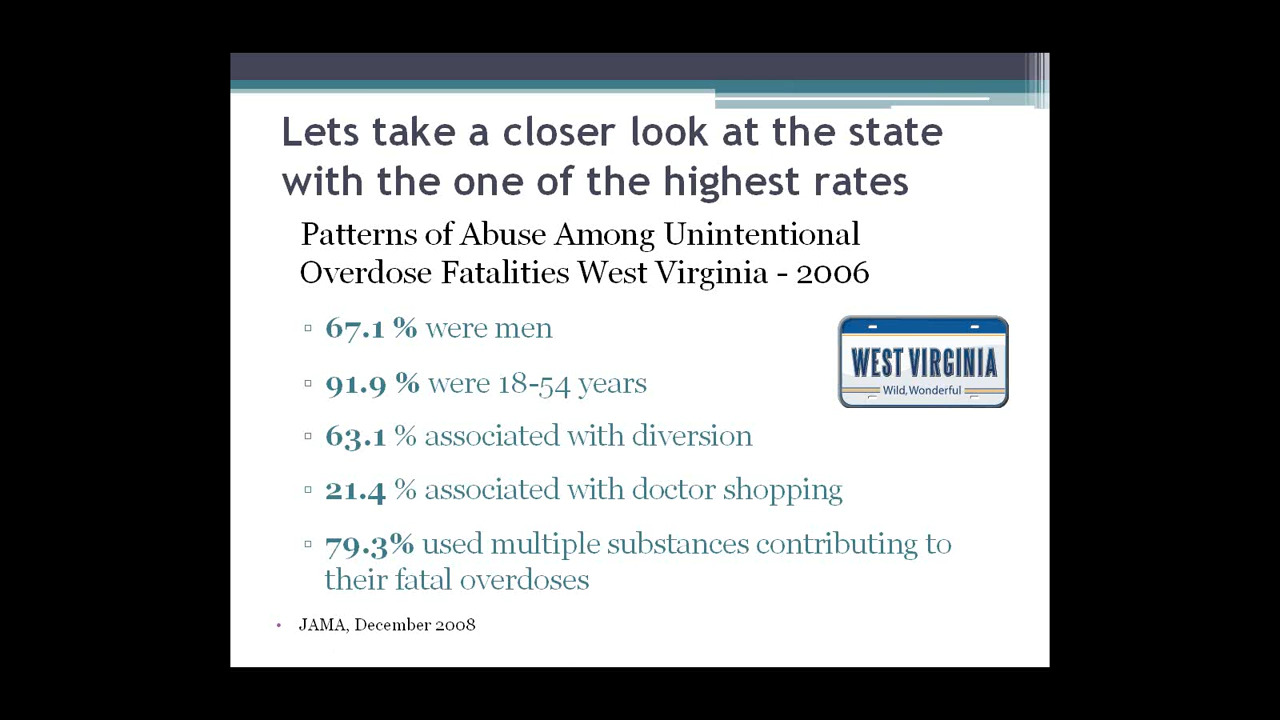 Lets take a closer look at the state
with the one of the highest rates
Patterns of Abuse Among Unintentional
Overdose Fatalities West Virginia - 2006
▫ 67.1 % were men
▫ 91.9 % were 18-54 years
▫ 63.1 % associated with diversion
▫ 21.4 % associated with doctor shopping
▫ 79.3% used multiple substances contributing to
their fatal overdoses
WEST VIRGINIA
Wild, Wonderful
• JAMA, December 2008